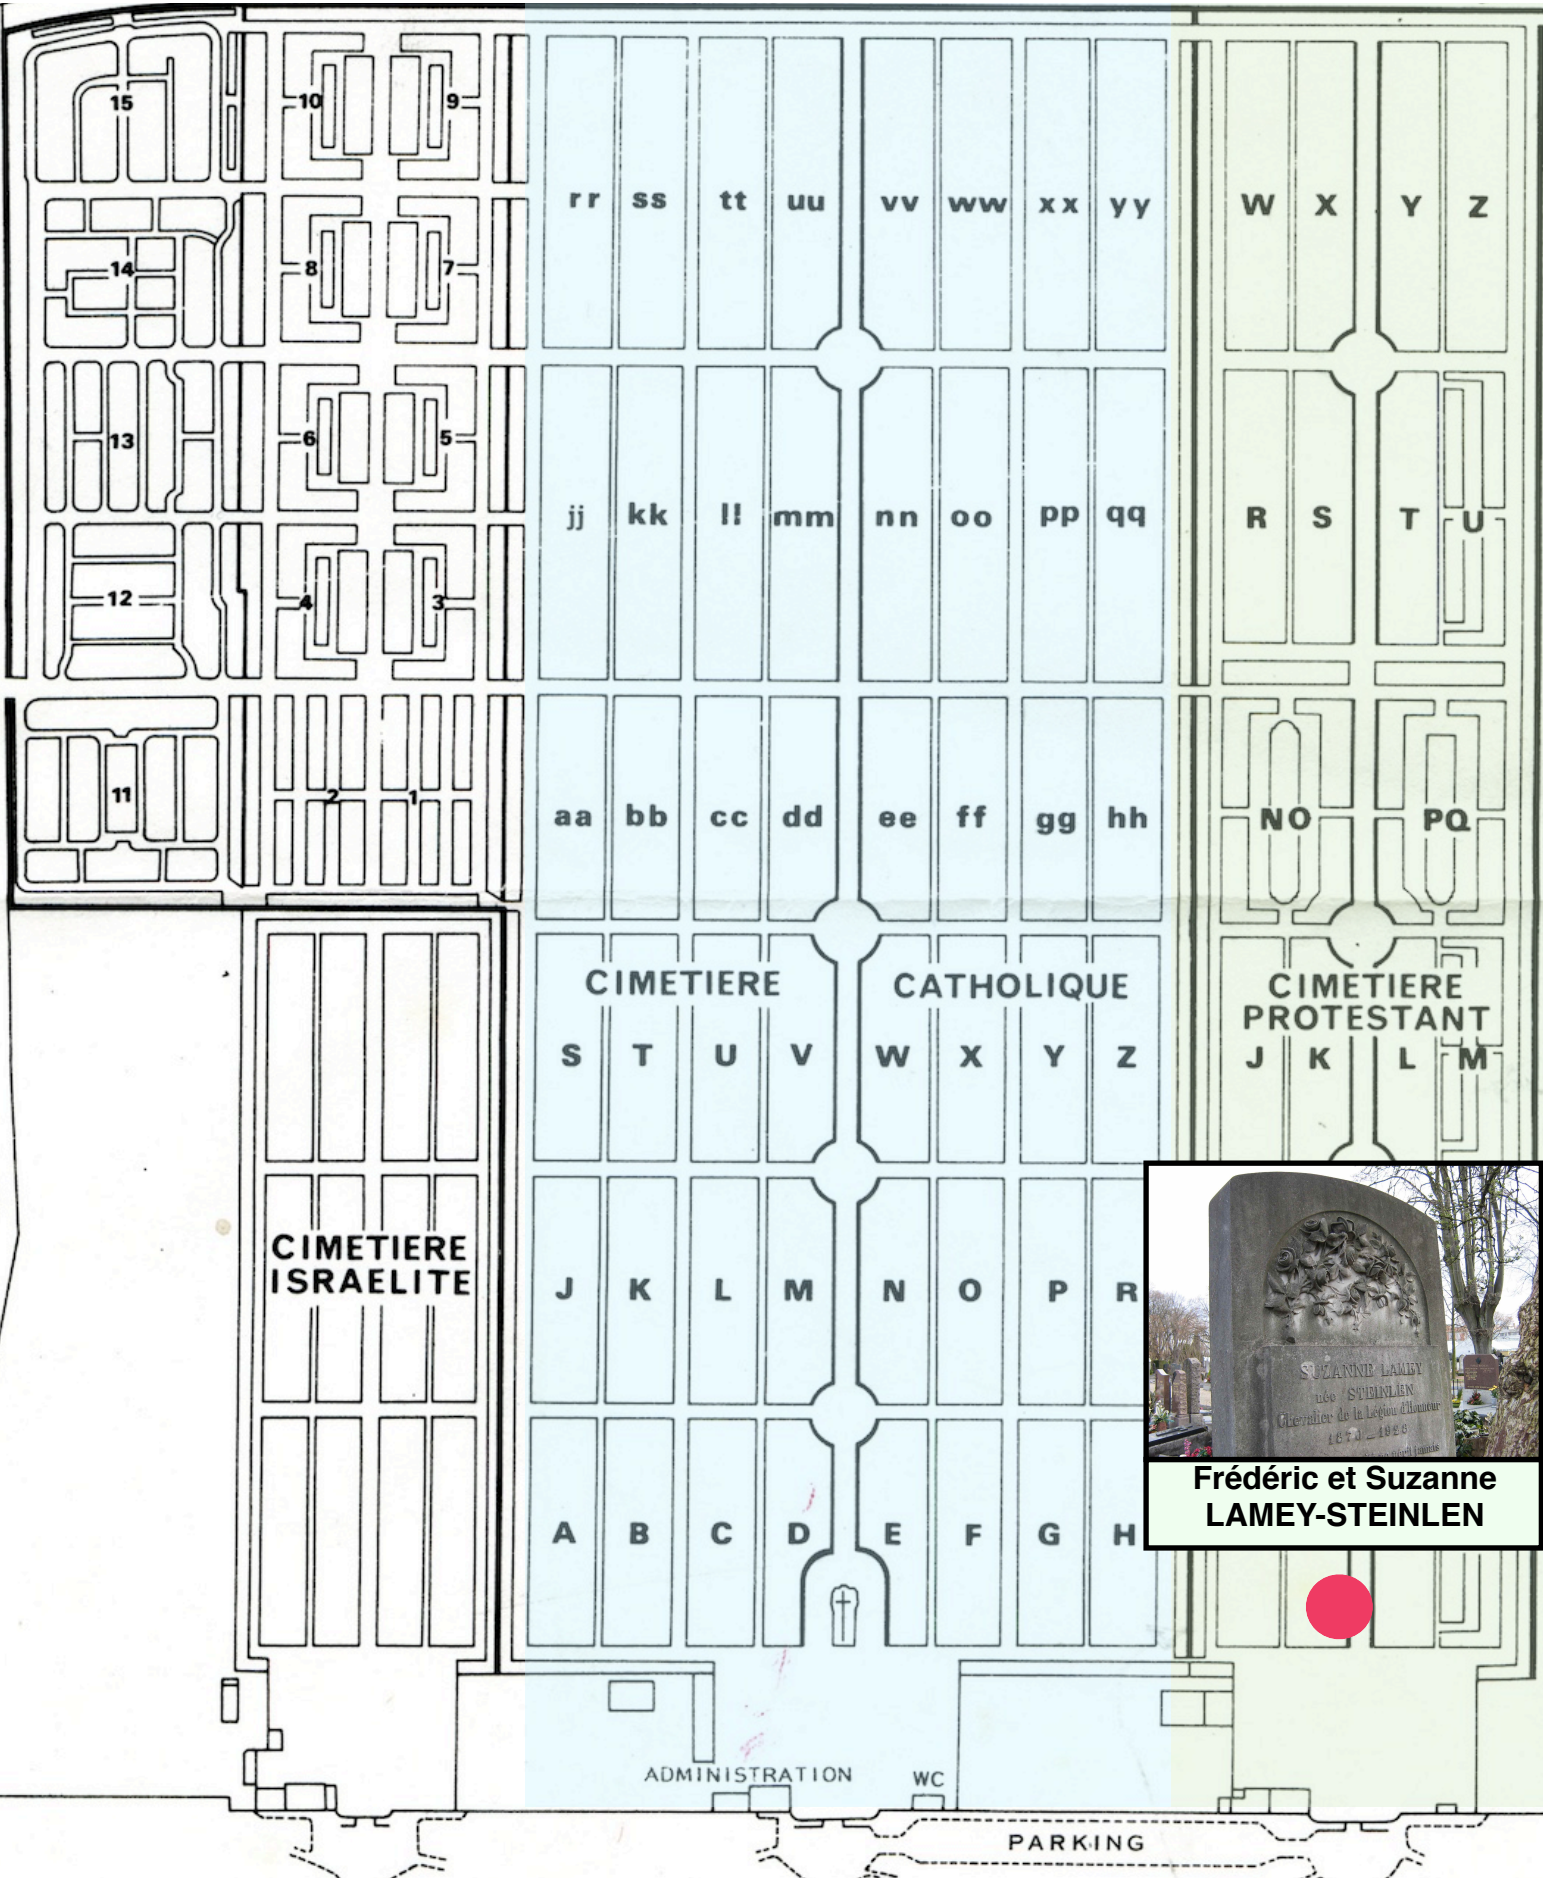 15
10
9
rr ss tt uu vv ww xx yy
W X Y Z
14
8
7
13
6
5
jj kk ll mm nn oo pp qq
R S T U
12
4
3
11
2
1
aa bb cc dd ee ff gg hh
NO PQ
CIMETIERE CATHOLIQUE
CIMETIERE
PROTESTANT
S T U V W X Y Z
J K L M
CIMETIERE
ISRAELITE
J K L M N O P R
SUZANNE LAMEY
née STEINLEN
Chevalier de la Légion d'Honneur
Frédéric et Suzanne
LAMEY-STEINLEN
A B C D E F G H
ADMINISTRATION
WC
PARKING